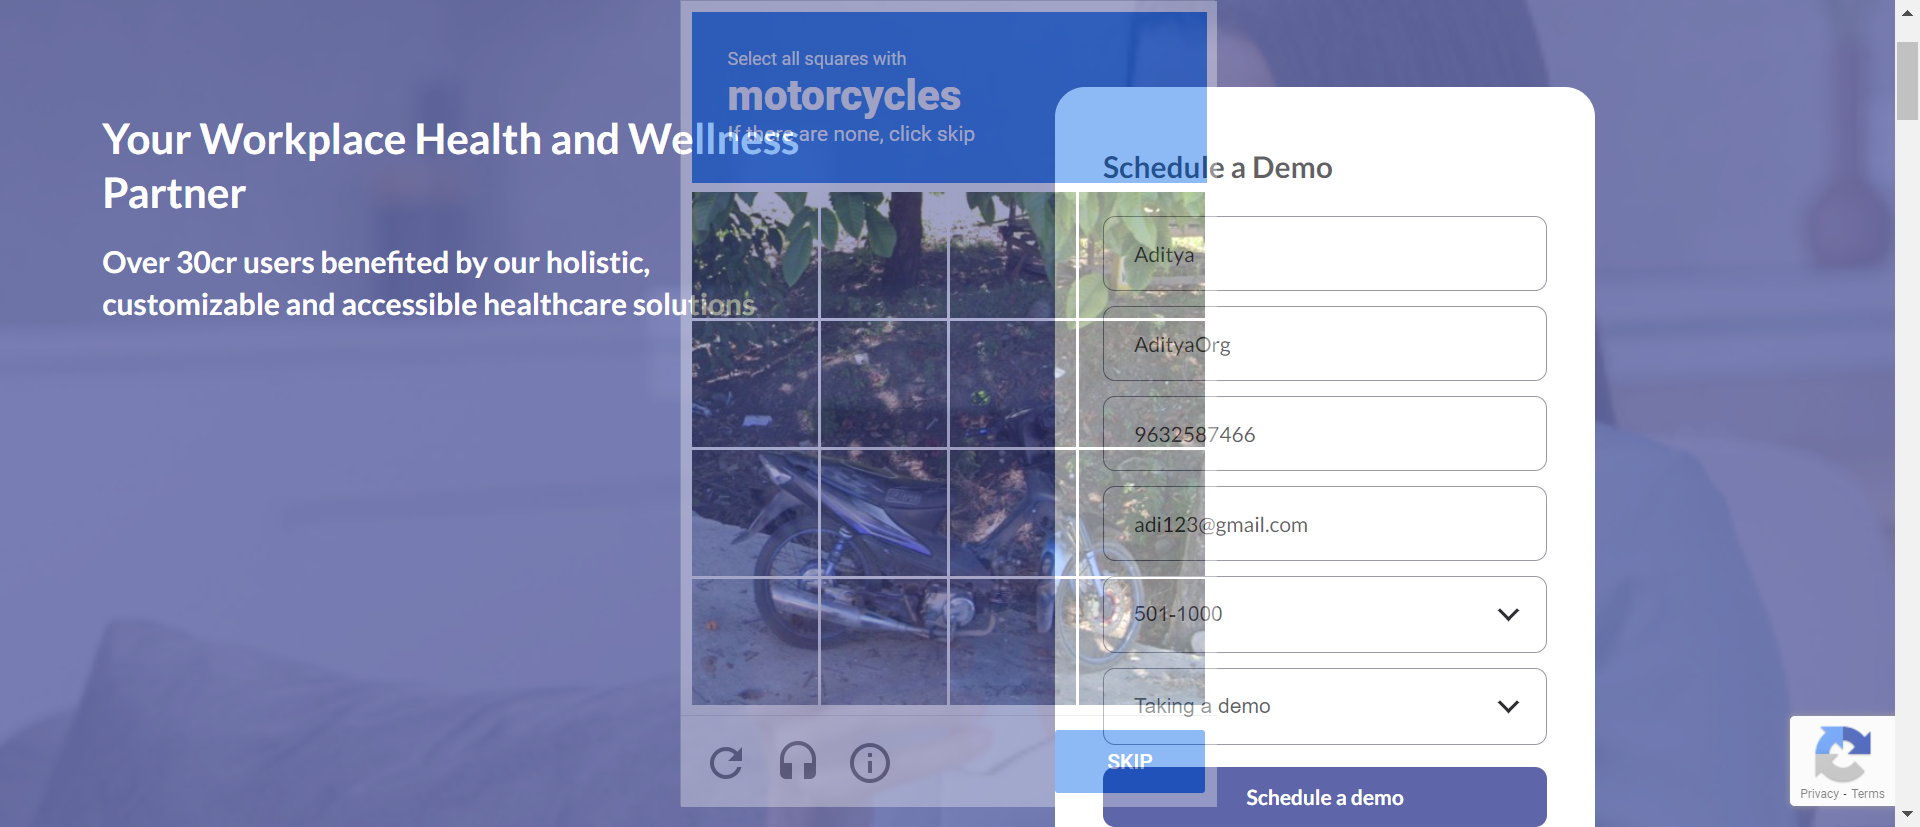 Select all squares with
motorcycles
If there are none, click skip
Your Workplace Health and Wellness
Partner
Over 30cr users benefited by our holistic,
customizable and accessible healthcare solutions
Schedule a Demo
Aditya
AdityaOrg
9632587466
adi123@gmail.com
501-1000
Taking a demo
SKIP
Schedule a demo
Privacy - Terms